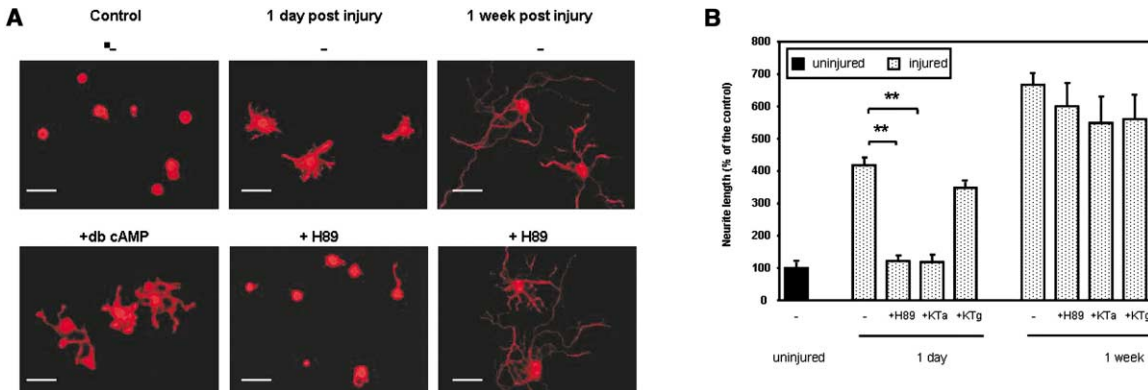 A
Control
1 day post injury
1 week post injury
-
-
-
+db cAMP
+ H89
+ H89
B
800
700
600
500
400
300
200
100
0
Neurite length (% of the control)
uninjured
injured
**
**
-
-
+H89
+KTa
+KTg
-
+H89
+KTa
+KTg
uninjured
1 day
1 week